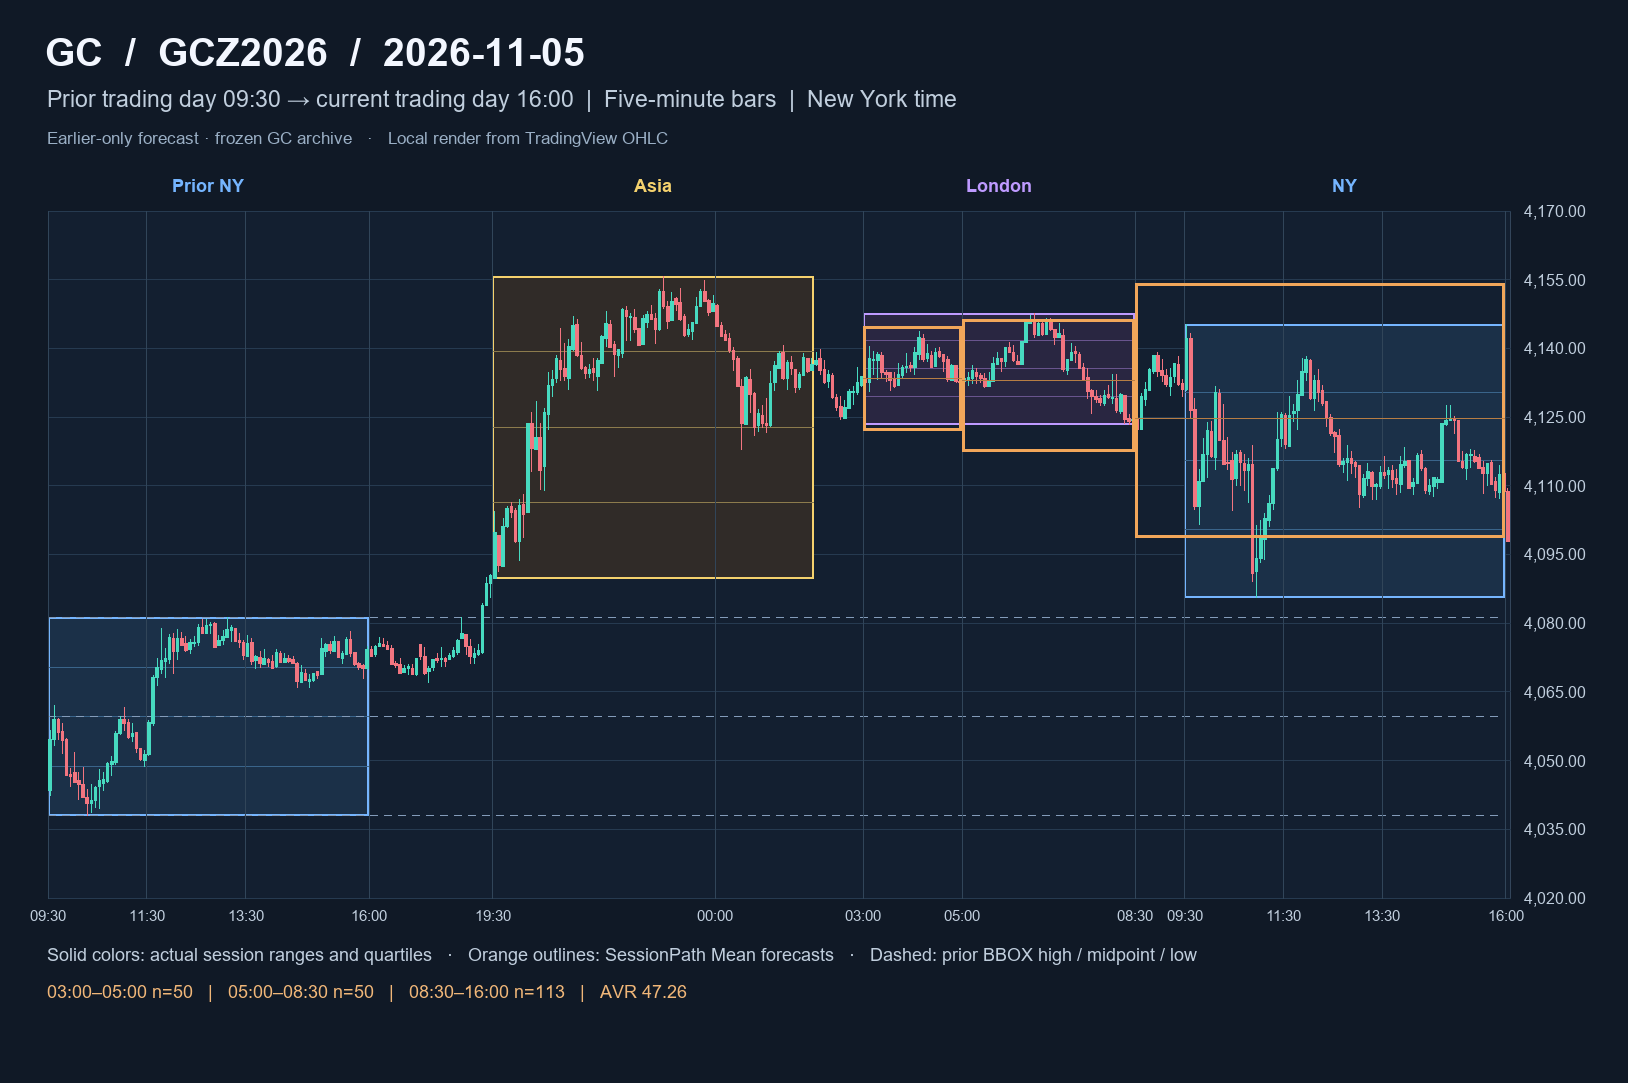 GC / GCZ2026 / 2026-11-05
Prior trading day 09:30 → current trading day 16:00 | Five-minute bars | New York time
Earlier-only forecast · frozen GC archive · Local render from TradingView OHLC
Prior NY Asia London NY
4,170.00
4,155.00
4,140.00
4,125.00
4,110.00
4,095.00
4,080.00
4,065.00
4,050.00
4,035.00
4,020.00
09:30 11:30 13:30 16:00 19:30 00:00 03:00 05:00 08:30 09:30 11:30 13:30 16:00
Solid colors: actual session ranges and quartiles · Orange outlines: SessionPath Mean forecasts · Dashed: prior BBOX high / midpoint / low
03:00–05:00 n=50 | 05:00–08:30 n=50 | 08:30–16:00 n=113 | AVR 47.26